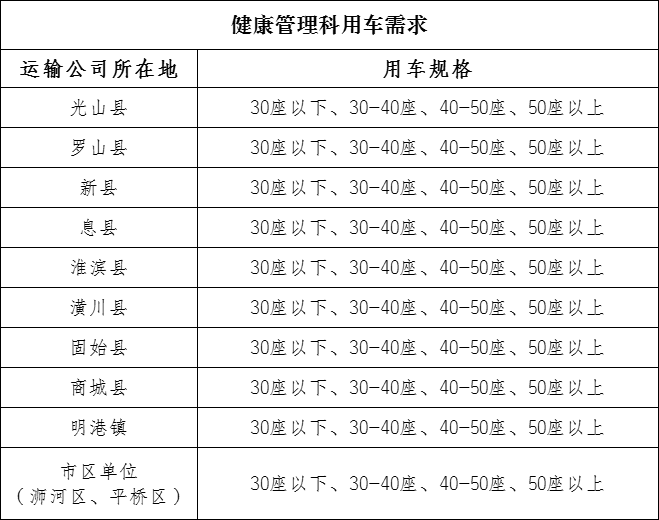 健康管理科用车需求
运输公司所在地 用车规格
光山县 30座以下、30-40座、40-50座、50座以上
罗山县 30座以下、30-40座、40-50座、50座以上
新县 30座以下、30-40座、40-50座、50座以上
息县 30座以下、30-40座、40-50座、50座以上
淮滨县 30座以下、30-40座、40-50座、50座以上
潢川县 30座以下、30-40座、40-50座、50座以上
固始县 30座以下、30-40座、40-50座、50座以上
商城县 30座以下、30-40座、40-50座、50座以上
明港镇 30座以下、30-40座、40-50座、50座以上
市区单位
（浉河区、平桥区） 30座以下、30-40座、40-50座、50座以上